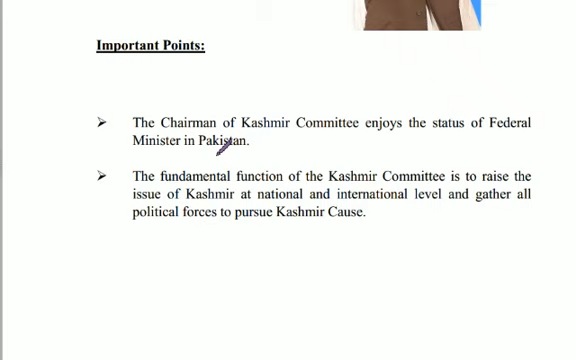 Important Points:
The Chairman of Kashmir Committee enjoys the status of Federal
Minister in Pakistan.
The fundamental function of the Kashmir Committee is to raise the
issue of Kashmir at national and international level and gather all
political forces to pursue Kashmir Cause.